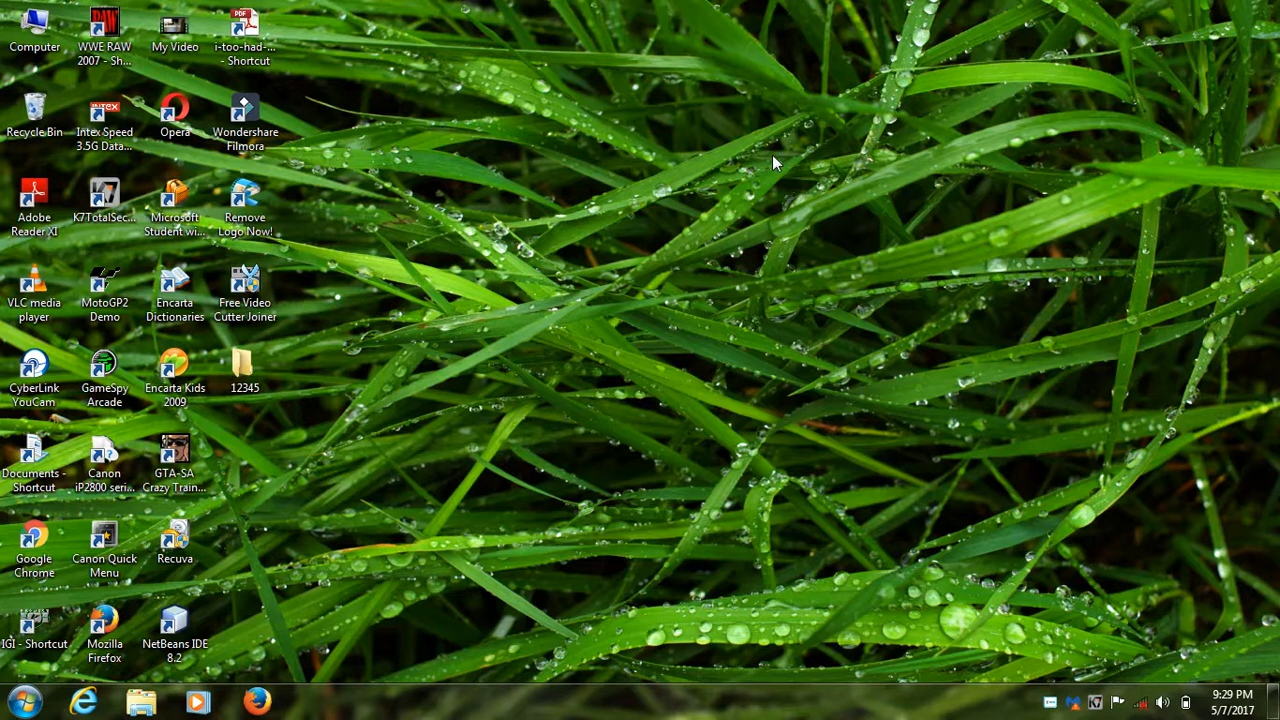 Computer
WWE RAW
2007 - Sh...
My Video
PDF
i-too-had-...
- Shortcut
Recycle Bin
INTEX
Intex Speed
3.5G Data...
Opera
Wondershare
Filmora
Adobe
Reader XI
K7TotalSec...
Microsoft
Student wi...
Remove
Logo Now!
VLC media
player
MotoGP2
Demo
Encarta
Dictionaries
Free Video
Cutter Joiner
CyberLink
YouCam
GameSpy
Arcade
Encarta Kids
2009
12345
Documents -
Shortcut
Canon
iP2800 seri...
GTA-SA
Crazy Train...
Google
Chrome
Canon Quick
Menu
Recuva
IGI - Shortcut
Mozilla
Firefox
NetBeans IDE
8.2
9:29 PM
5/7/2017